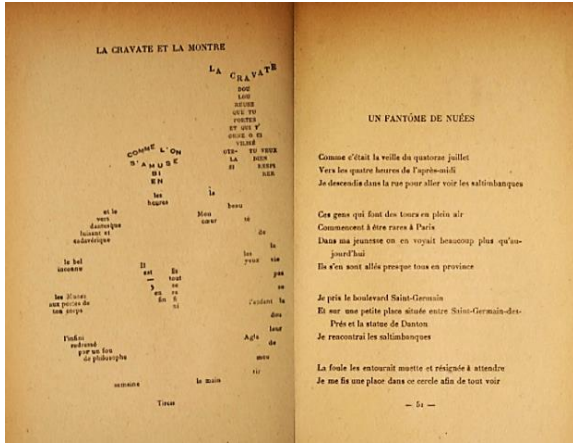 LA CRAVATE ET LA MONTRE
LA CRAVATE
DOU
LOU
REUSE
QUE TU
PORTES
ET QUI T'
ORNE O CI
VILISÉ
OTE- TU VEUX
LA BIEN
SI RESPI
RER
COMME L'ON
S'AMUSE
BI
EN
les
heures
la
beau
Mon
cœur
té
et le
vers
dantesque
luisant et
cadavérique
de
la
les
yeux vie
pas
le bel
inconnu
Il
est
—
5
en
fin
Et
tout
se
ra
fi
ni
se
les Muses
aux portes de
ton corps
l'enfant la
dou
leur
l'infini
redressé
par un fou
de philosophe
Agla
de
mou
rir
semaine
la main
Tircis
UN FANTÔME DE NUÉES
Comme c'était la veille du quatorze juillet
Vers les quatre heures de l'après-midi
Je descendis dans la rue pour aller voir les saltimbanques
Ces gens qui font des tours en plein air
Commencent à être rares à Paris
Dans ma jeunesse on en voyait beaucoup plus qu'au-
jourd'hui
Ils s'en sont allés presque tous en province
Je pris le boulevard Saint-Germain
Et sur une petite place située entre Saint-Germain-des-
Prés et la statue de Danton
Je rencontrai les saltimbanques
La foule les entourait muette et résignée à attendre
Je me fis une place dans ce cercle afin de tout voir